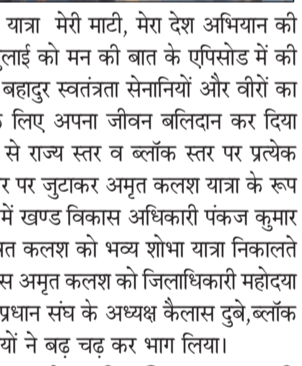 यात्रा मेरी माटी, मेरा देश अभियान की
लाई को मन की बात के एपिसोड में की
बहादुर स्वतंत्रता सेनानियों और वीरों का
लिए अपना जीवन बलिदान कर दिया
से राज्य स्तर व ब्लॉक स्तर पर प्रत्येक
र पर जुटाकर अमृत कलश यात्रा के रूप
में खण्ड विकास अधिकारी पंकज कुमार
त कलश को भव्य शोभा यात्रा निकालते
स अमृत कलश को जिलाधिकारी महोदया
प्रधान संघ के अध्यक्ष कैलास दुबे,ब्लॉक
यों ने बढ़ चढ़ कर भाग लिया।